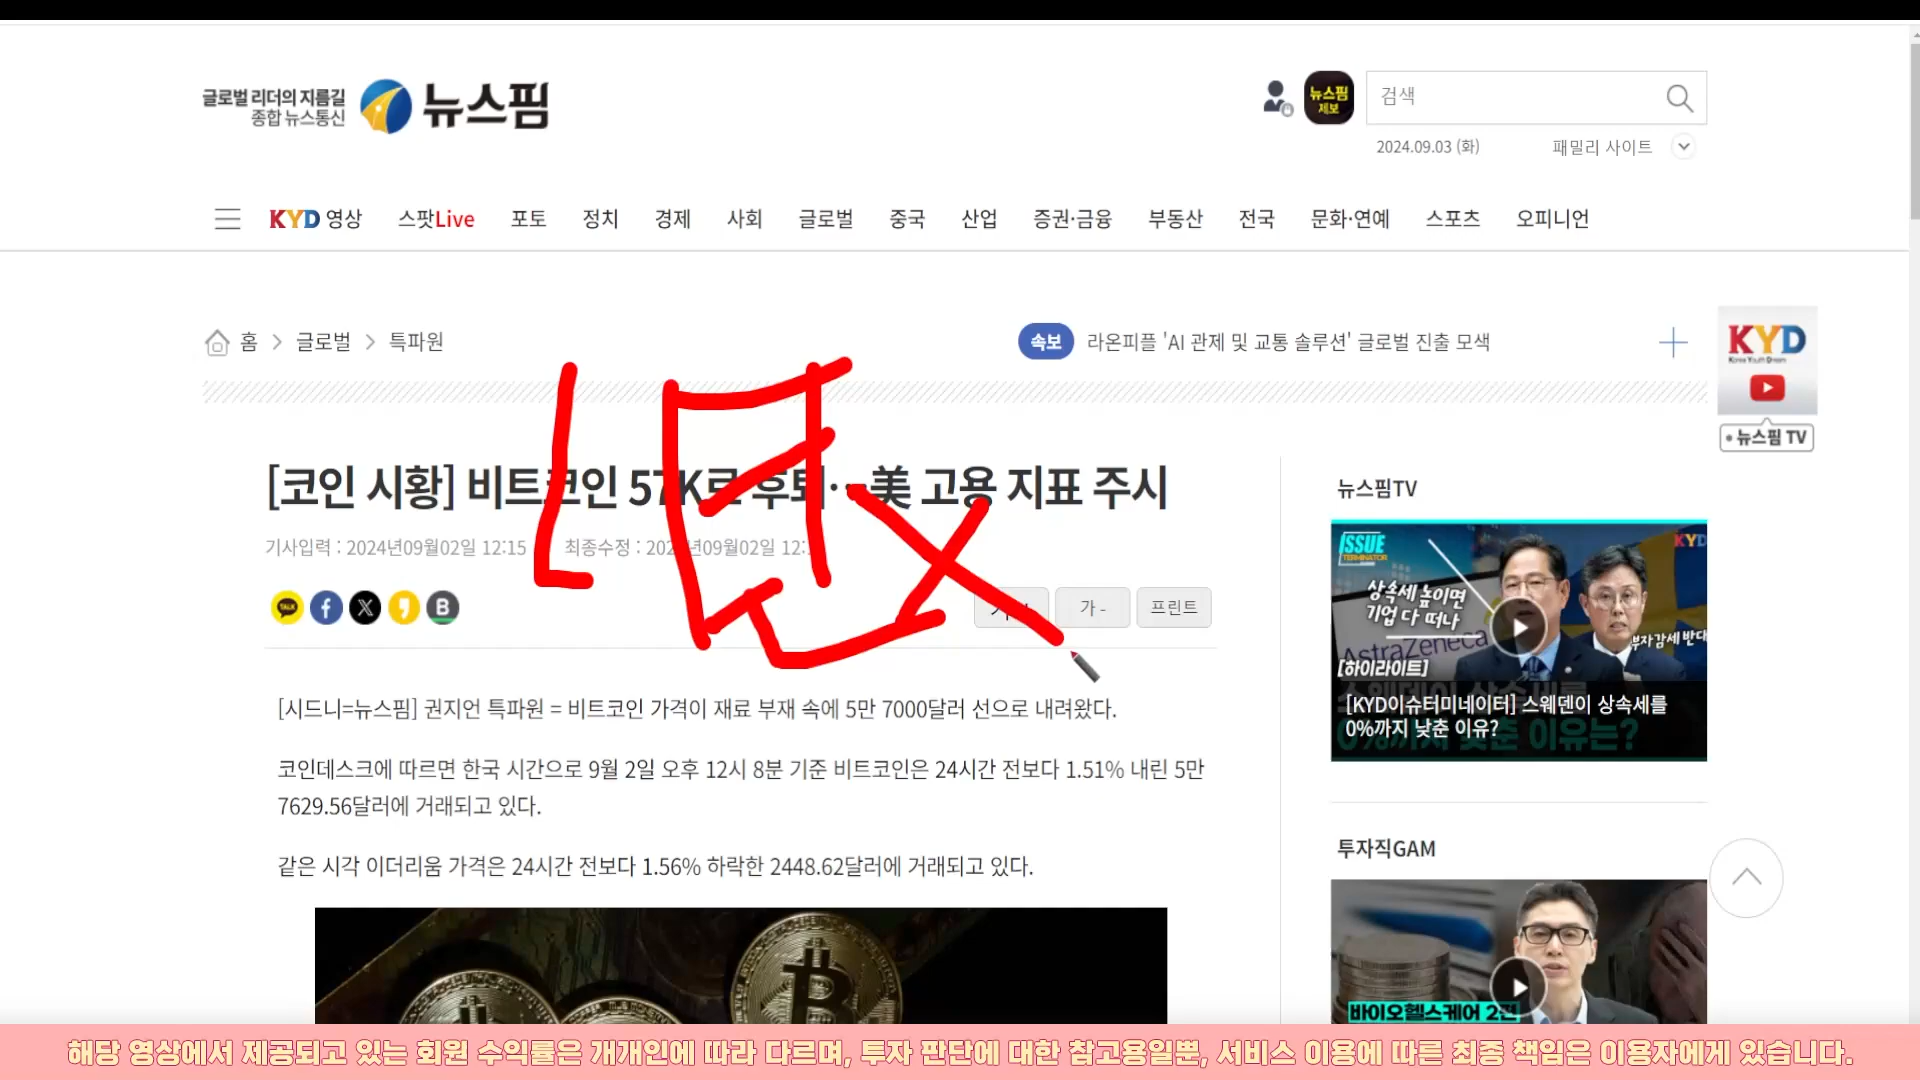 글로벌 리더의 지름길
종합 뉴스통신
뉴스핌
뉴스핌
제보
검색
2024.09.03 (화)
패밀리 사이트
KYD 영상
스팟Live
포토
정치
경제
사회
글로벌
중국
산업
증권·금융
부동산
전국
문화·연예
스포츠
오피니언
홈 > 글로벌 > 특파원
속보
라온피플 'AI 관제 및 교통 솔루션' 글로벌 진출 모색
KYD
Korea Youth Dream
뉴스핌 TV
[코인 시황] 비트코인 57K로 후퇴…美 고용 지표 주시
기사입력 : 2024년09월02일 12:15
최종수정 : 202 년09월02일 12:
TALK
가 -
프린트
[시드니=뉴스핌] 권지언 특파원 = 비트코인 가격이 재료 부재 속에 5만 7000달러 선으로 내려왔다.
코인데스크에 따르면 한국 시간으로 9월 2일 오후 12시 8분 기준 비트코인은 24시간 전보다 1.51% 내린 5만
7629.56달러에 거래되고 있다.
같은 시각 이더리움 가격은 24시간 전보다 1.56% 하락한 2448.62달러에 거래되고 있다.
뉴스핌TV
ISSUE
TERMINATOR
KYD
상속세 높이면
기업 다 떠나
AstraZeneca
부자감세 반대
[하이라이트]
[KYD이슈터미네이터] 스웨덴이 상속세를
0%까지 낮춘 이유?
투자직GAM
바이오헬스케어 2편
해당 영상에서 제공되고 있는 회원 수익률은 개개인에 따라 다르며, 투자 판단에 대한 참고용일뿐, 서비스 이용에 따른 최종 책임은 이용자에게 있습니다.